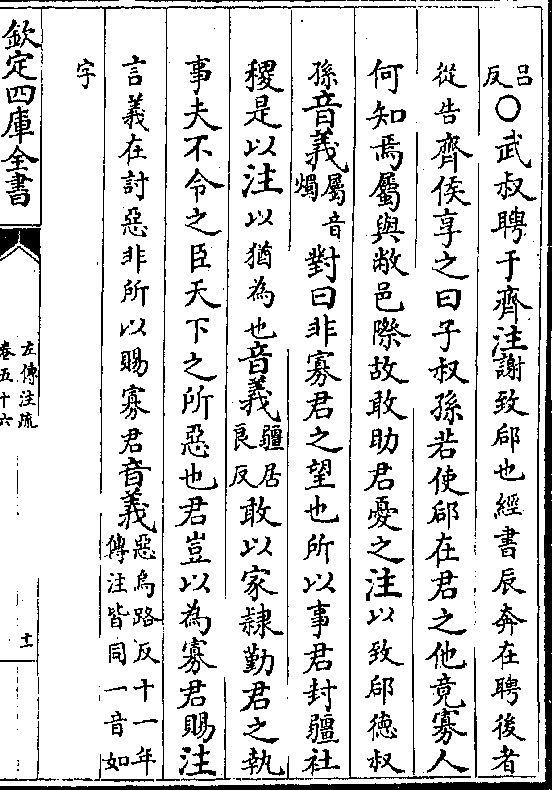 呂反〇武叔聘于齊注謝致郈也經書辰奔在聘後者
從告齊侯享之曰子叔孫若使郈在君之他竟寡人
何知焉屬與敝邑際故敢助君憂之注以致郈德叔
孫音義屬音燭對曰非寡君之望也所以事君封疆社
稷是以注以猶為也音義疆居良反敢以家隷勤君之執
事夫不令之臣天下之所惡也君豈以為寡君賜注
言義在討惡非所以賜寡君音義惡烏路反十一年傳注皆同一音如
字
欽定四庫全書
左傳注疏
卷五十六
十一